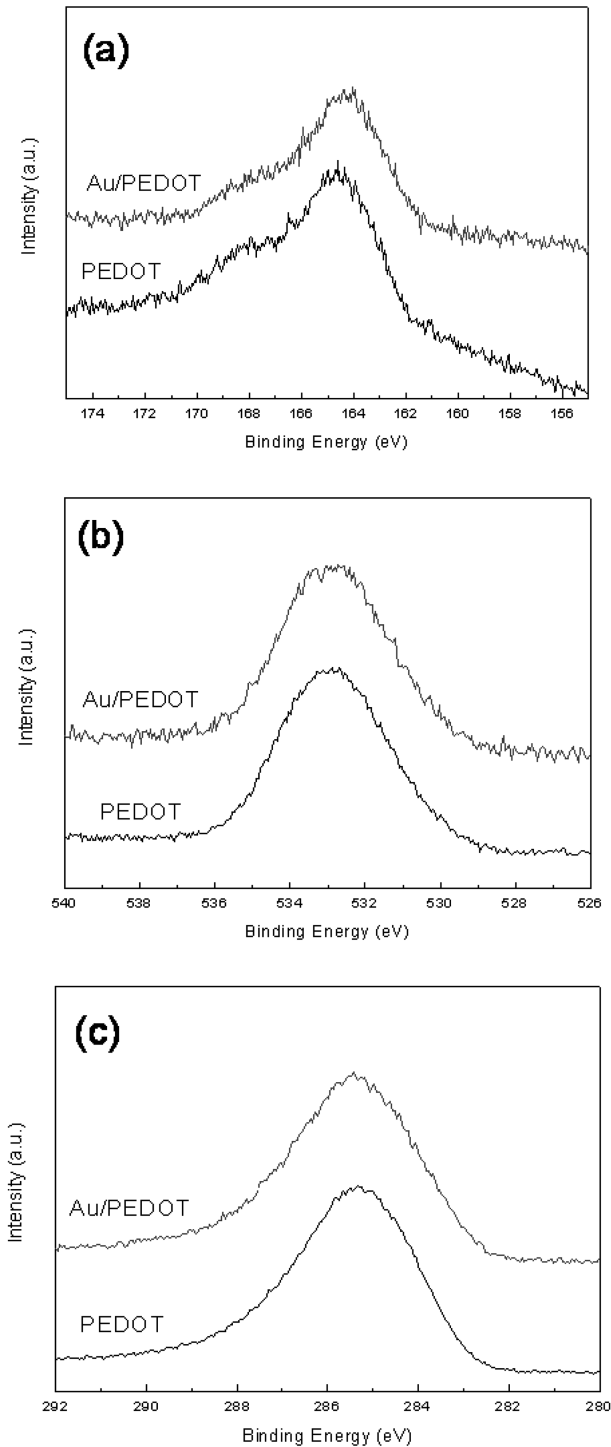 (a)
Intensity (a.u.)
Au/PEDOT
PEDOT
174 172 170 168 166 164 162 160 158 156
Binding Energy (eV)
(b)
Intensity (a.u.)
Au/PEDOT
PEDOT
540 538 536 534 532 530 528 526
Binding Energy (eV)
(c)
Intensity (a.u.)
Au/PEDOT
PEDOT
292 290 288 286 284 282 280
Binding Energy (eV)